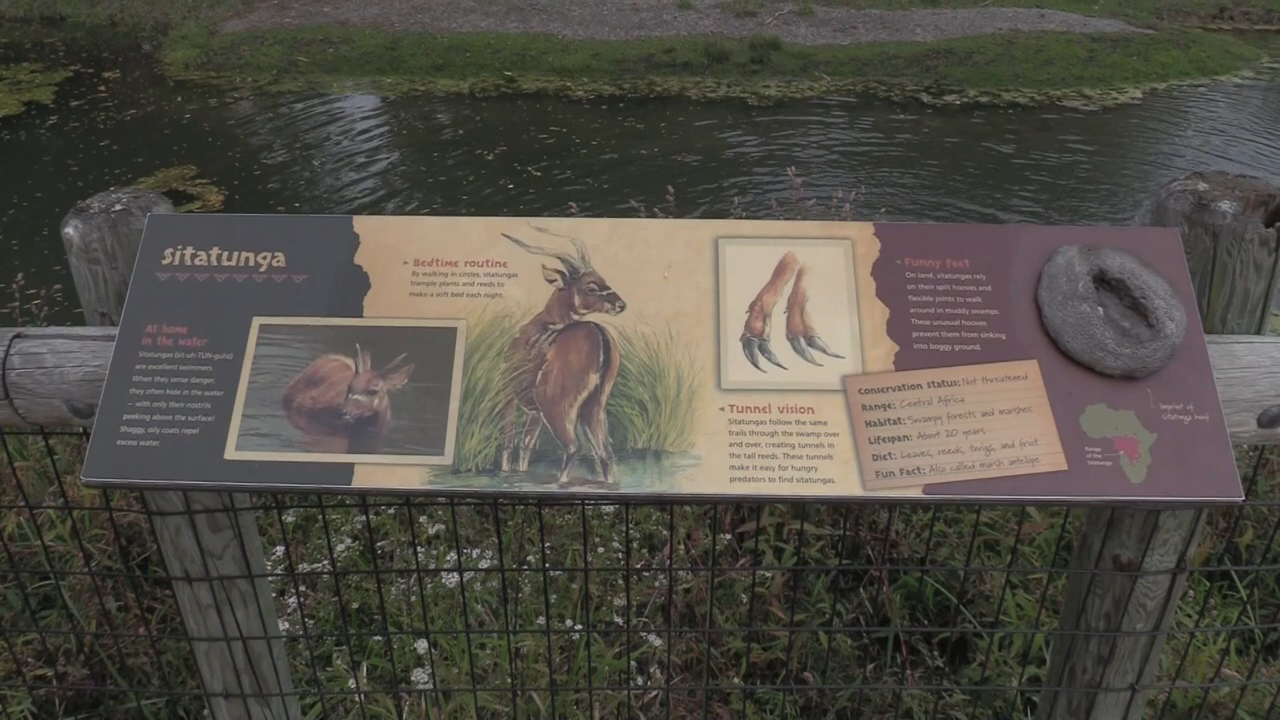 sitatunga
At home
in the water
Sitatungas (sit-uh-TUN-guhs)
are excellent swimmers.
When they sense danger,
they often hide in the water
– with only their nostrils
peeking above the surface!
Shaggy, oily coats repel
excess water.
Bedtime routine
By walking in circles, sitatungas
trample plants and reeds to
make a soft bed each night.
Tunnel vision
Sitatungas follow the same
trails through the swamp over
and over, creating tunnels in
the tall reeds. These tunnels
make it easy for hungry
predators to find sitatungas.
Funny feet
On land, sitatungas rely
on their split hooves and
flexible joints to walk
around in muddy swamps.
These unusual hooves
prevent them from sinking
into boggy ground.
Conservation status: Not threatened
Range: Central Africa
Habitat: Swampy forests and marshes
Lifespan: About 20 years
Diet: Leaves, reeds, twigs, and fruit
Fun Fact: Also called marsh antelope
Imprint of
Sitatunga hoof
Range
of the
Sitatunga